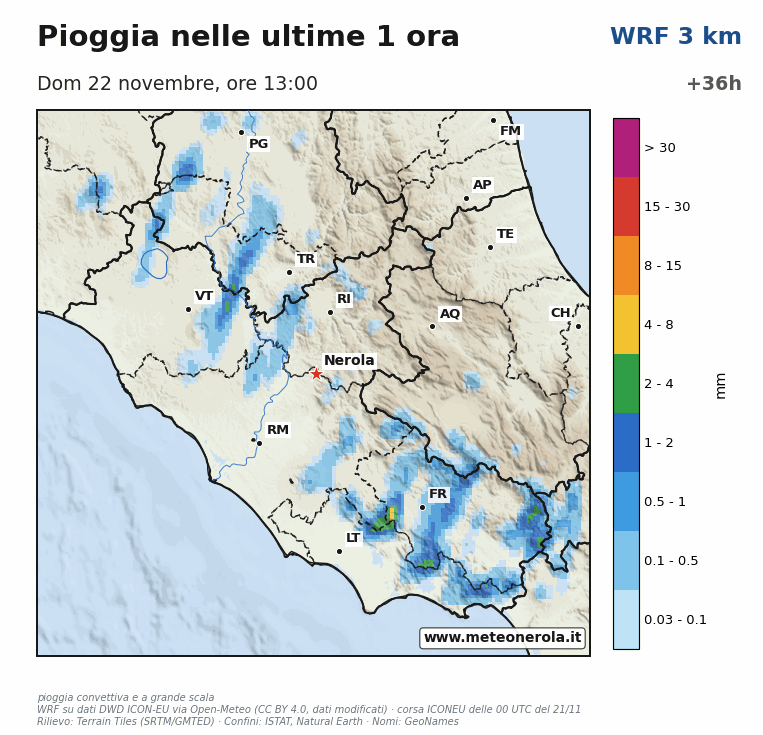 Pioggia nelle ultime 1 ora
WRF 3 km
Dom 22 novembre, ore 13:00
+36h
FM
PG
AP
TE
TR
VT
RI
AQ
CH
Nerola
RM
FR
LT
www.meteonerola.it
> 30
15 - 30
8 - 15
4 - 8
2 - 4
1 - 2
0.5 - 1
0.1 - 0.5
0.03 - 0.1
mm
pioggia convettiva e a grande scala
WRF su dati DWD ICON-EU via Open-Meteo (CC BY 4.0, dati modificati) · corsa ICONEU delle 00 UTC del 21/11
Rilievo: Terrain Tiles (SRTM/GMTED) · Confini: ISTAT, Natural Earth · Nomi: GeoNames